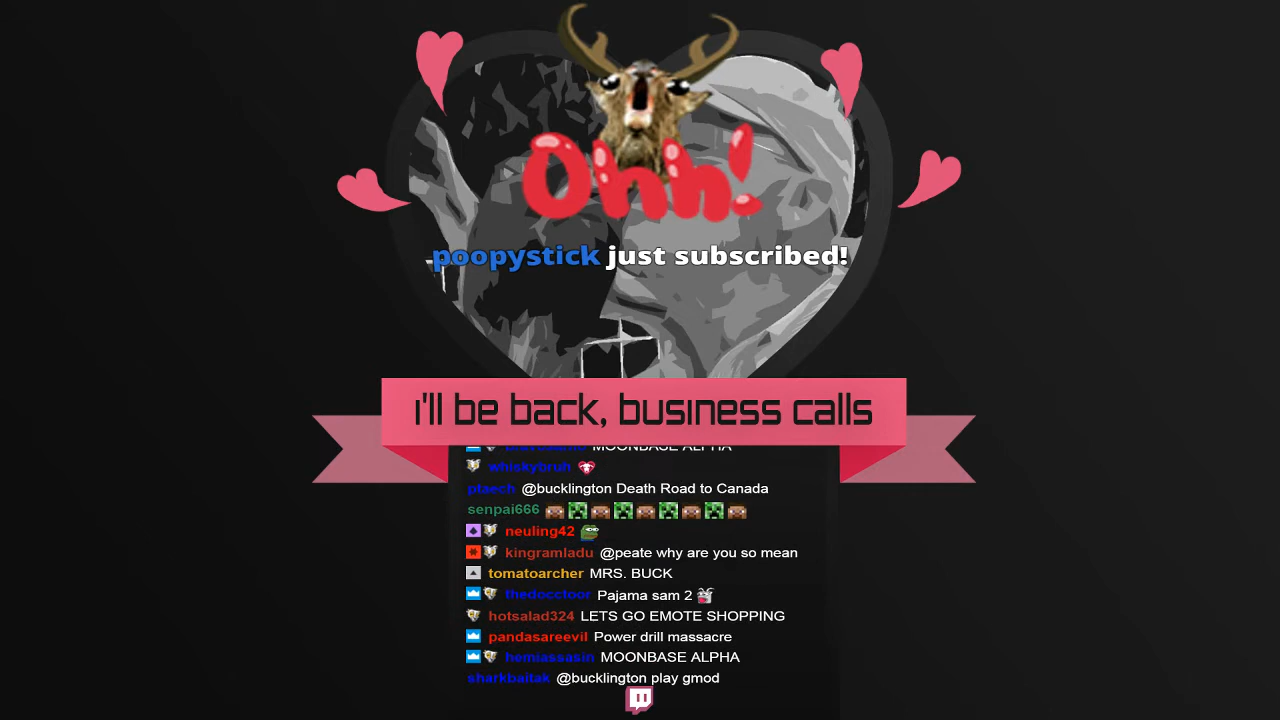 Ohh!
poopystick just subscribed!
i'll be back, business calls
MOONBASE ALPHA
whiskybruh
ptaech @bucklington Death Road to Canada
senpai666
neuling42
kingramladu @peate why are you so mean
tomatoarcher MRS. BUCK
thedocctoor Pajama sam 2
hotsalad324 LETS GO EMOTE SHOPPING
pandasareevil Power drill massacre
hemiassasin MOONBASE ALPHA
sharkbaitak @bucklington play gmod